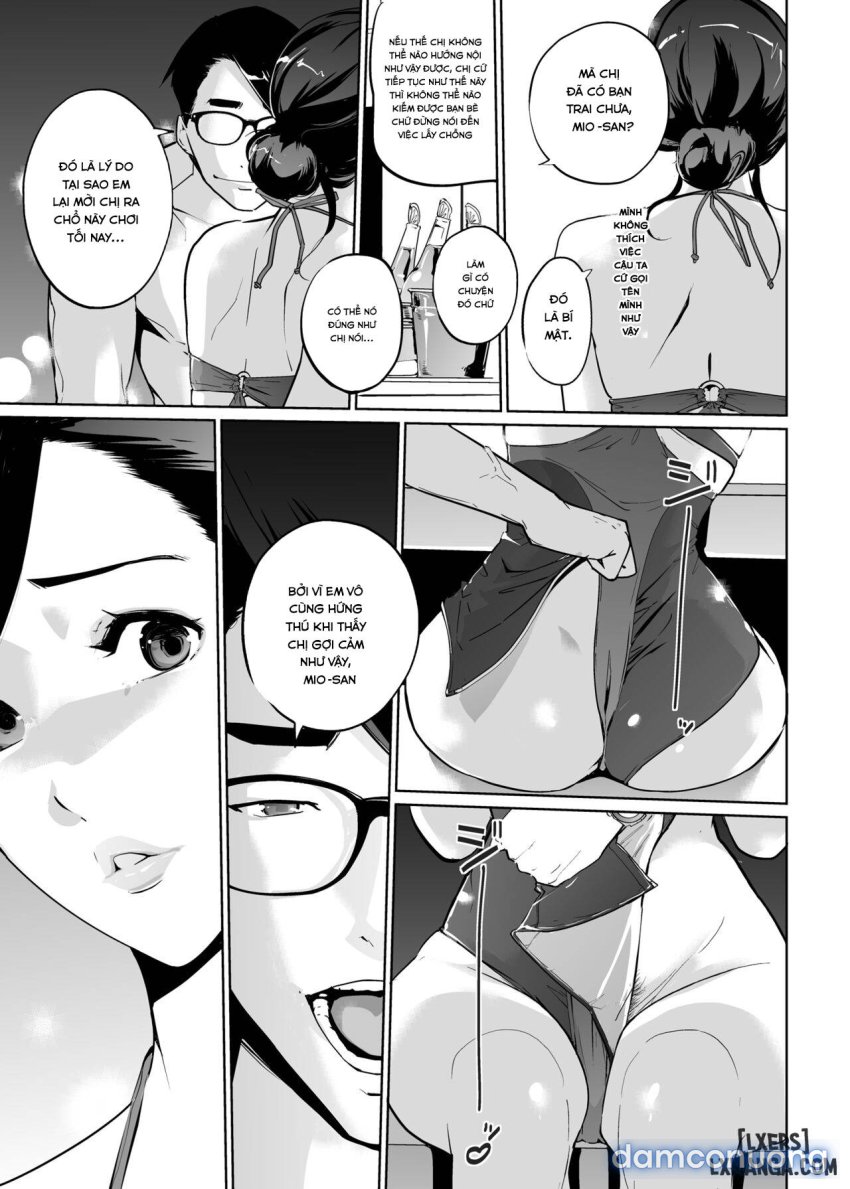 MÀ CHỊ
ĐÃ CÓ BẠN
TRAI CHƯA,
MIO-SAN?
MÌNH
KHÔNG
THÍCH
VIỆC
CẬU TA
CỨ GỌI
TÊN
MÌNH
NHƯ
VẬY
ĐÓ
LÀ BÍ
MẬT.
NẾU THẾ CHỊ KHÔNG
THỂ NÀO HƯỚNG NỘI
NHƯ VẬY ĐƯỢC, CHỊ CỨ
TIẾP TỤC NHƯ THẾ NÀY
THÌ KHÔNG THỂ NÀO
KIẾM ĐƯỢC BẠN BÈ
CHỨ ĐỪNG NÓI ĐẾN
VIỆC LẤY CHỒNG
LÀM
GÌ CÓ
CHUYỆN
ĐÓ CHỨ
CÓ THỂ NÓ
ĐÚNG NHƯ
CHỊ NÓI...
ĐÓ LÀ LÝ DO
TẠI SAO EM
LẠI MỜI CHỊ RA
CHỖ NÀY CHƠI
TỐI NAY...
BỞI VÌ EM VÔ
CÙNG HỨNG
THÚ KHI THẤY
CHỊ GỢI CẢM
NHƯ VẬY,
MIO-SAN
[LXERS]
damconuong